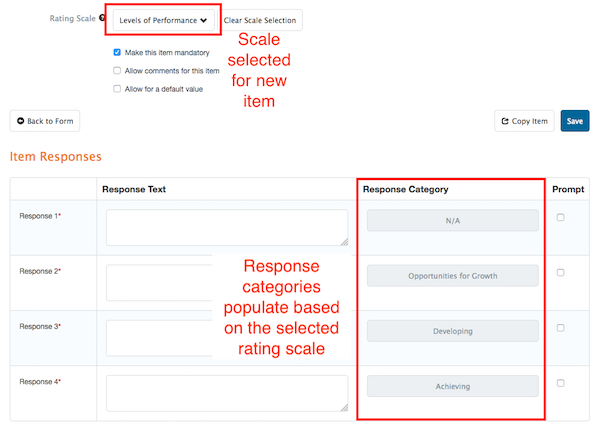 Rating Scale ? Levels of Performance Clear Scale Selection
Make this item mandatory
Allow comments for this item
Allow for a default value
Scale
selected
for new
item
Back to Form Copy Item Save
Item Responses
Response Text Response Category Prompt
Response 1* N/A
Response 2* Opportunities for Growth
Response 3* Developing
Response 4* Achieving
Response
categories
populate based
on the selected
rating scale